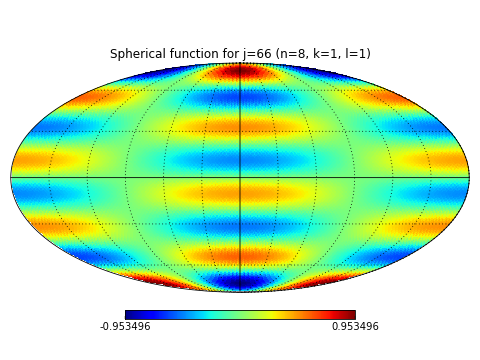 Spherical function for j=66 (n=8, k=1, l=1)
-0.953496 0.953496